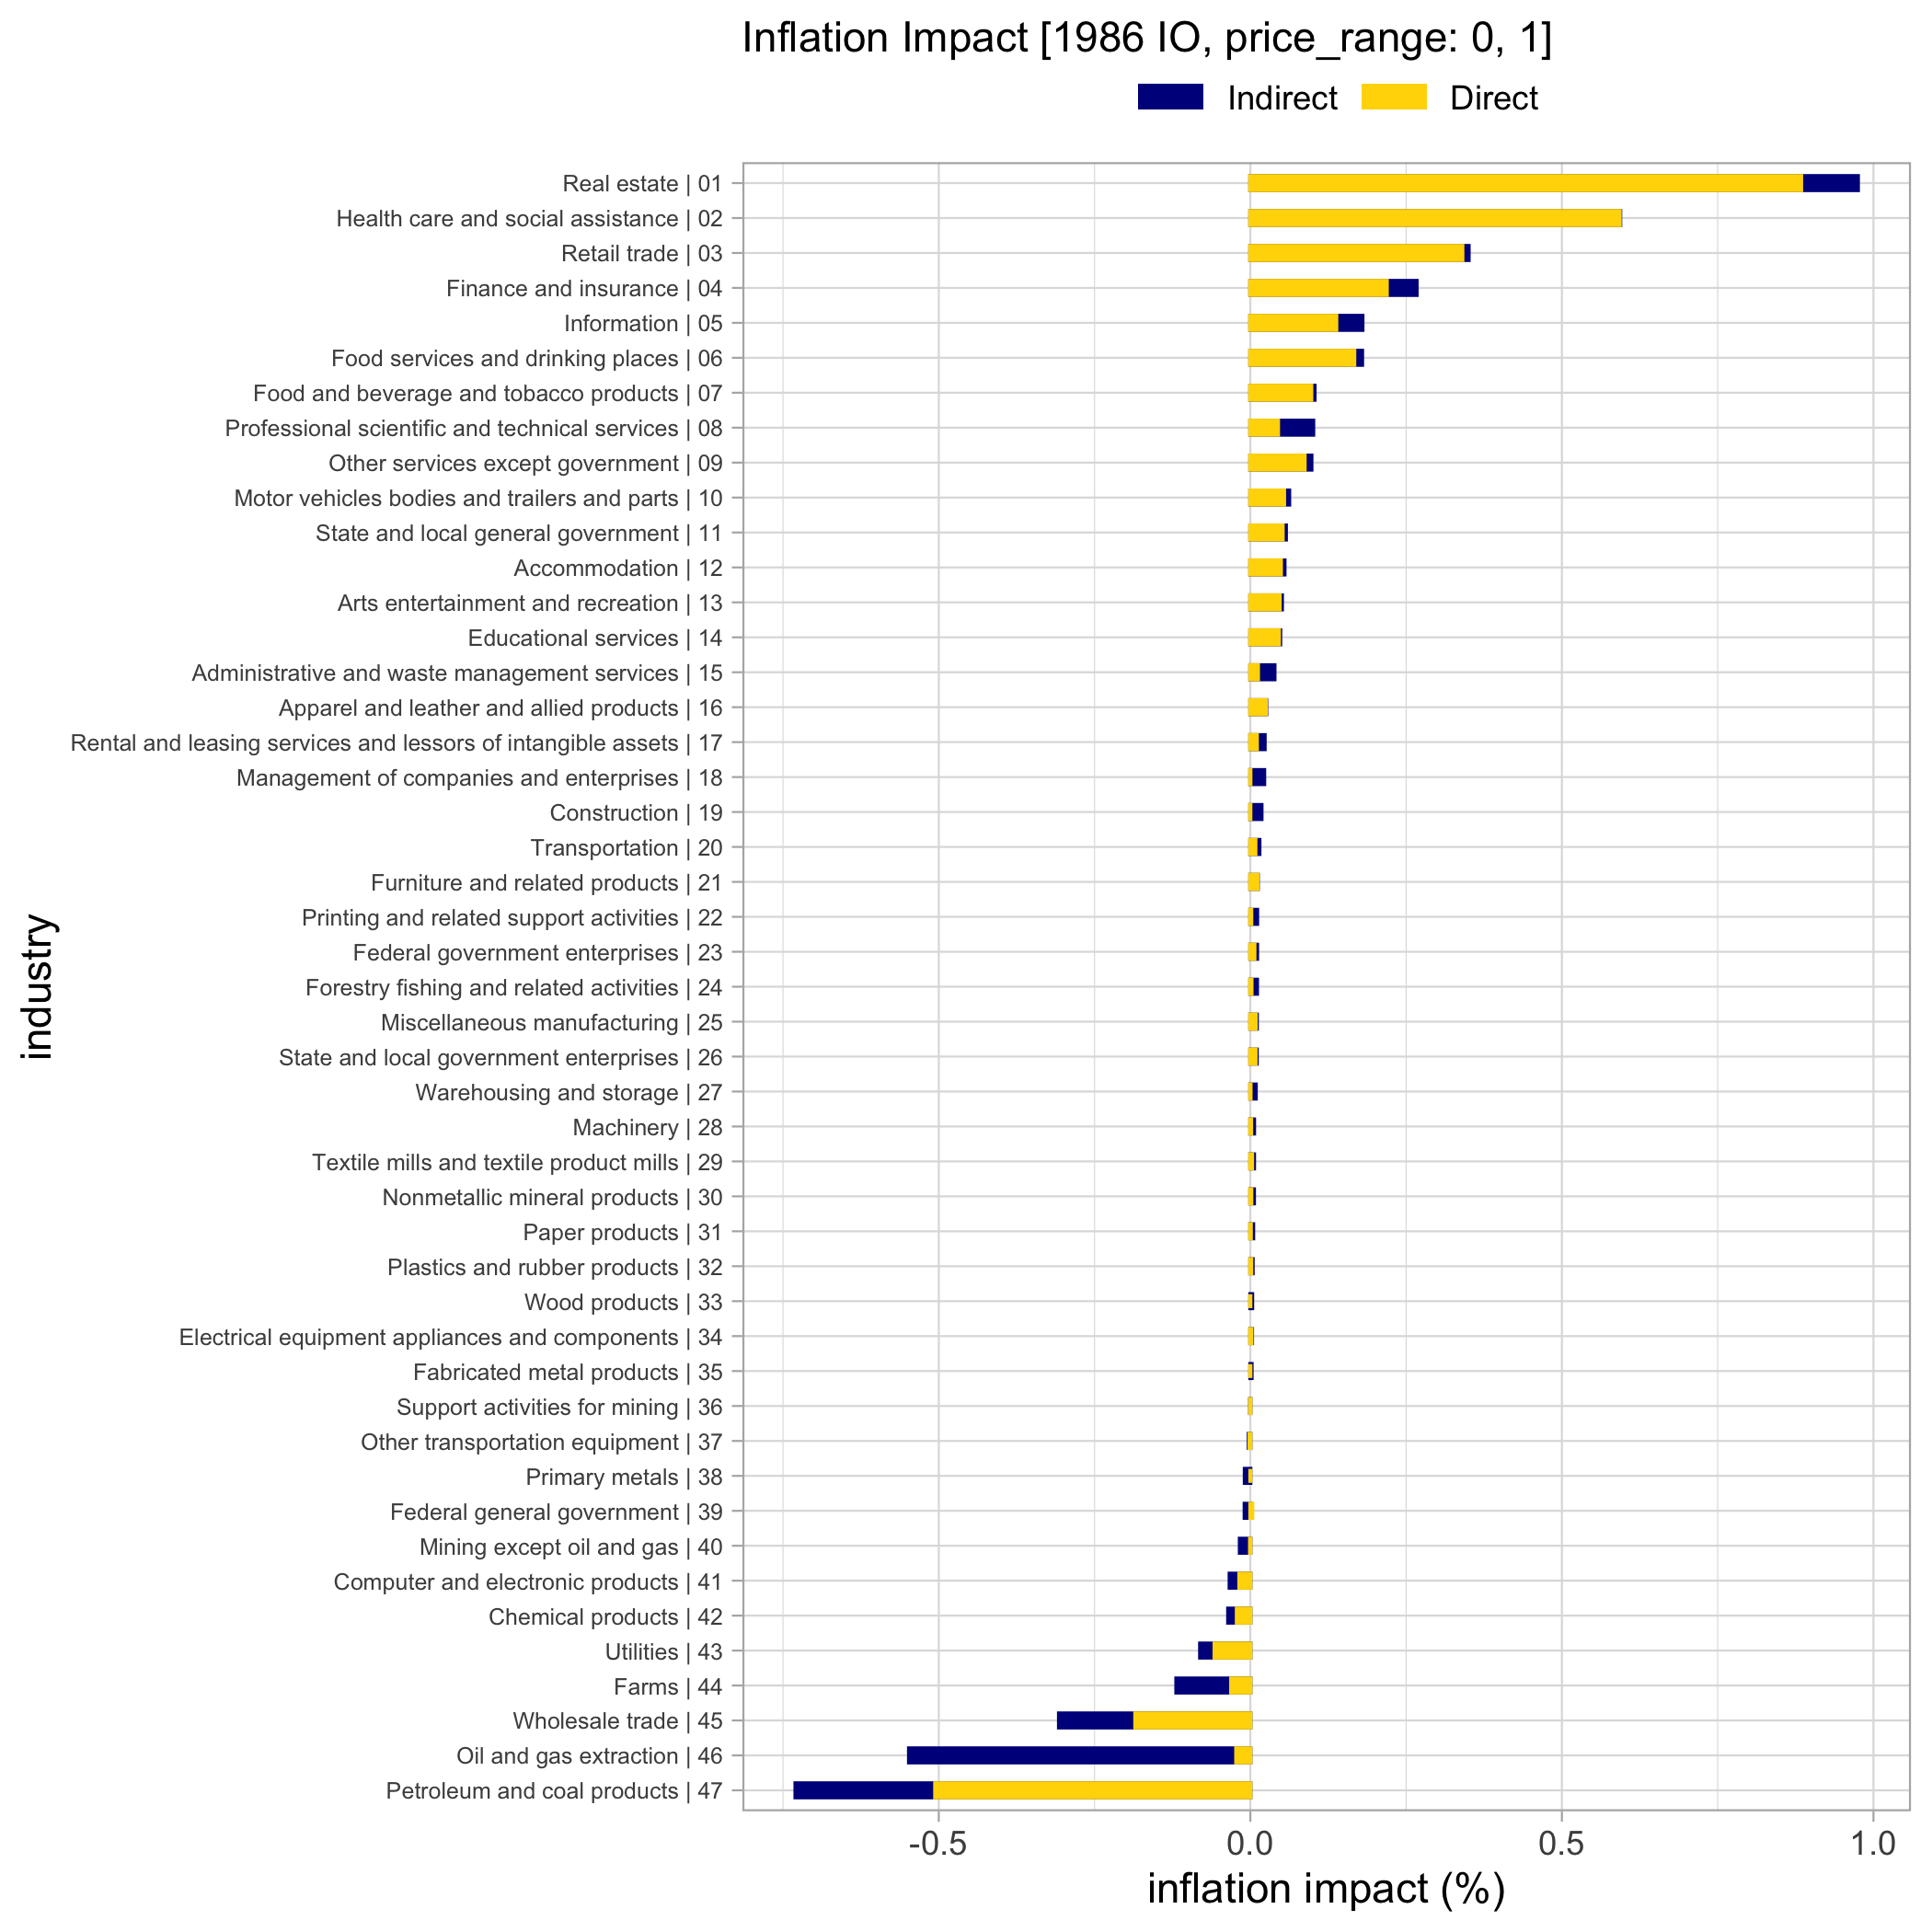 Inflation Impact [1986 IO, price_range: 0, 1]
Indirect Direct
Real estate | 01
Health care and social assistance | 02
Retail trade | 03
Finance and insurance | 04
Information | 05
Food services and drinking places | 06
Food and beverage and tobacco products | 07
Professional scientific and technical services | 08
Other services except government | 09
Motor vehicles bodies and trailers and parts | 10
State and local general government | 11
Accommodation | 12
Arts entertainment and recreation | 13
Educational services | 14
Administrative and waste management services | 15
Apparel and leather and allied products | 16
Rental and leasing services and lessors of intangible assets | 17
Management of companies and enterprises | 18
Construction | 19
Transportation | 20
Furniture and related products | 21
Printing and related support activities | 22
Federal government enterprises | 23
Forestry fishing and related activities | 24
Miscellaneous manufacturing | 25
State and local government enterprises | 26
Warehousing and storage | 27
Machinery | 28
Textile mills and textile product mills | 29
Nonmetallic mineral products | 30
Paper products | 31
Plastics and rubber products | 32
Wood products | 33
Electrical equipment appliances and components | 34
Fabricated metal products | 35
Support activities for mining | 36
Other transportation equipment | 37
Primary metals | 38
Federal general government | 39
Mining except oil and gas | 40
Computer and electronic products | 41
Chemical products | 42
Utilities | 43
Farms | 44
Wholesale trade | 45
Oil and gas extraction | 46
Petroleum and coal products | 47
industry
-0.5 0.0 0.5 1.0
inflation impact (%)